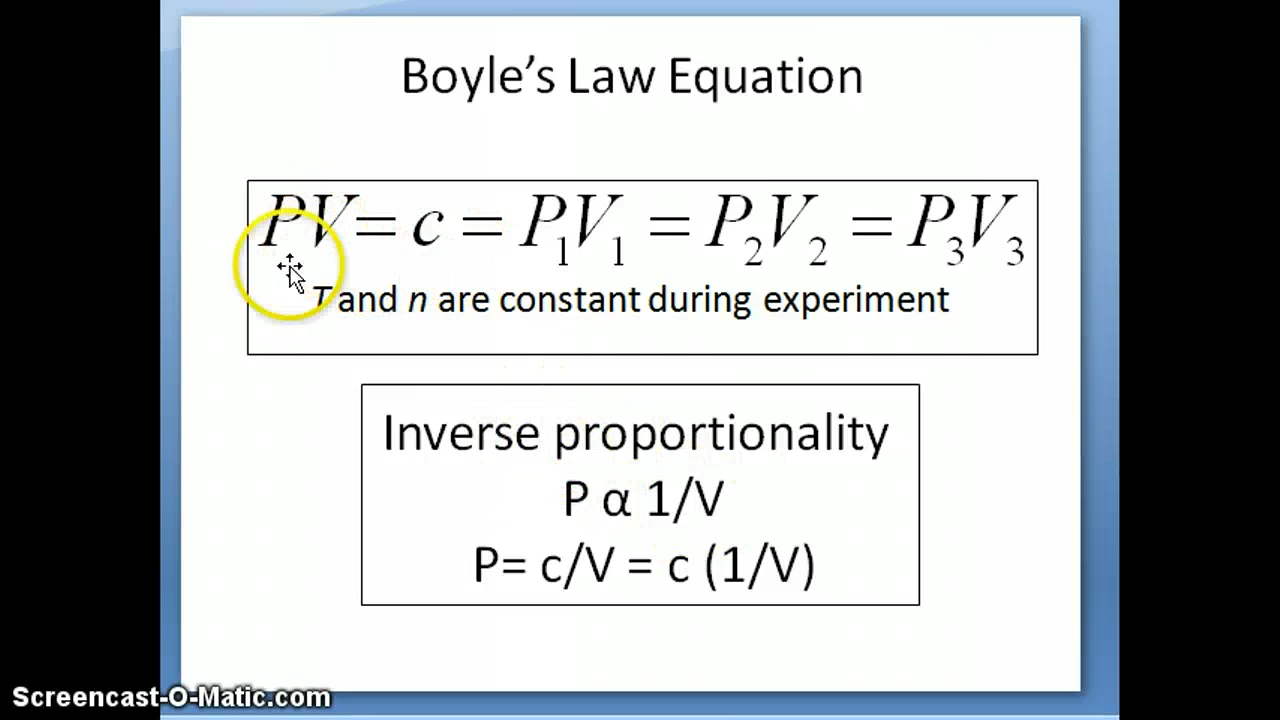 Boyle’s Law Equation
PV = c = P₁V₁ = P₂V₂ = P₃V₃
T and n are constant during experiment
Inverse proportionality
P α 1/V
P= c/V = c (1/V)
Screencast-O-Matic.com